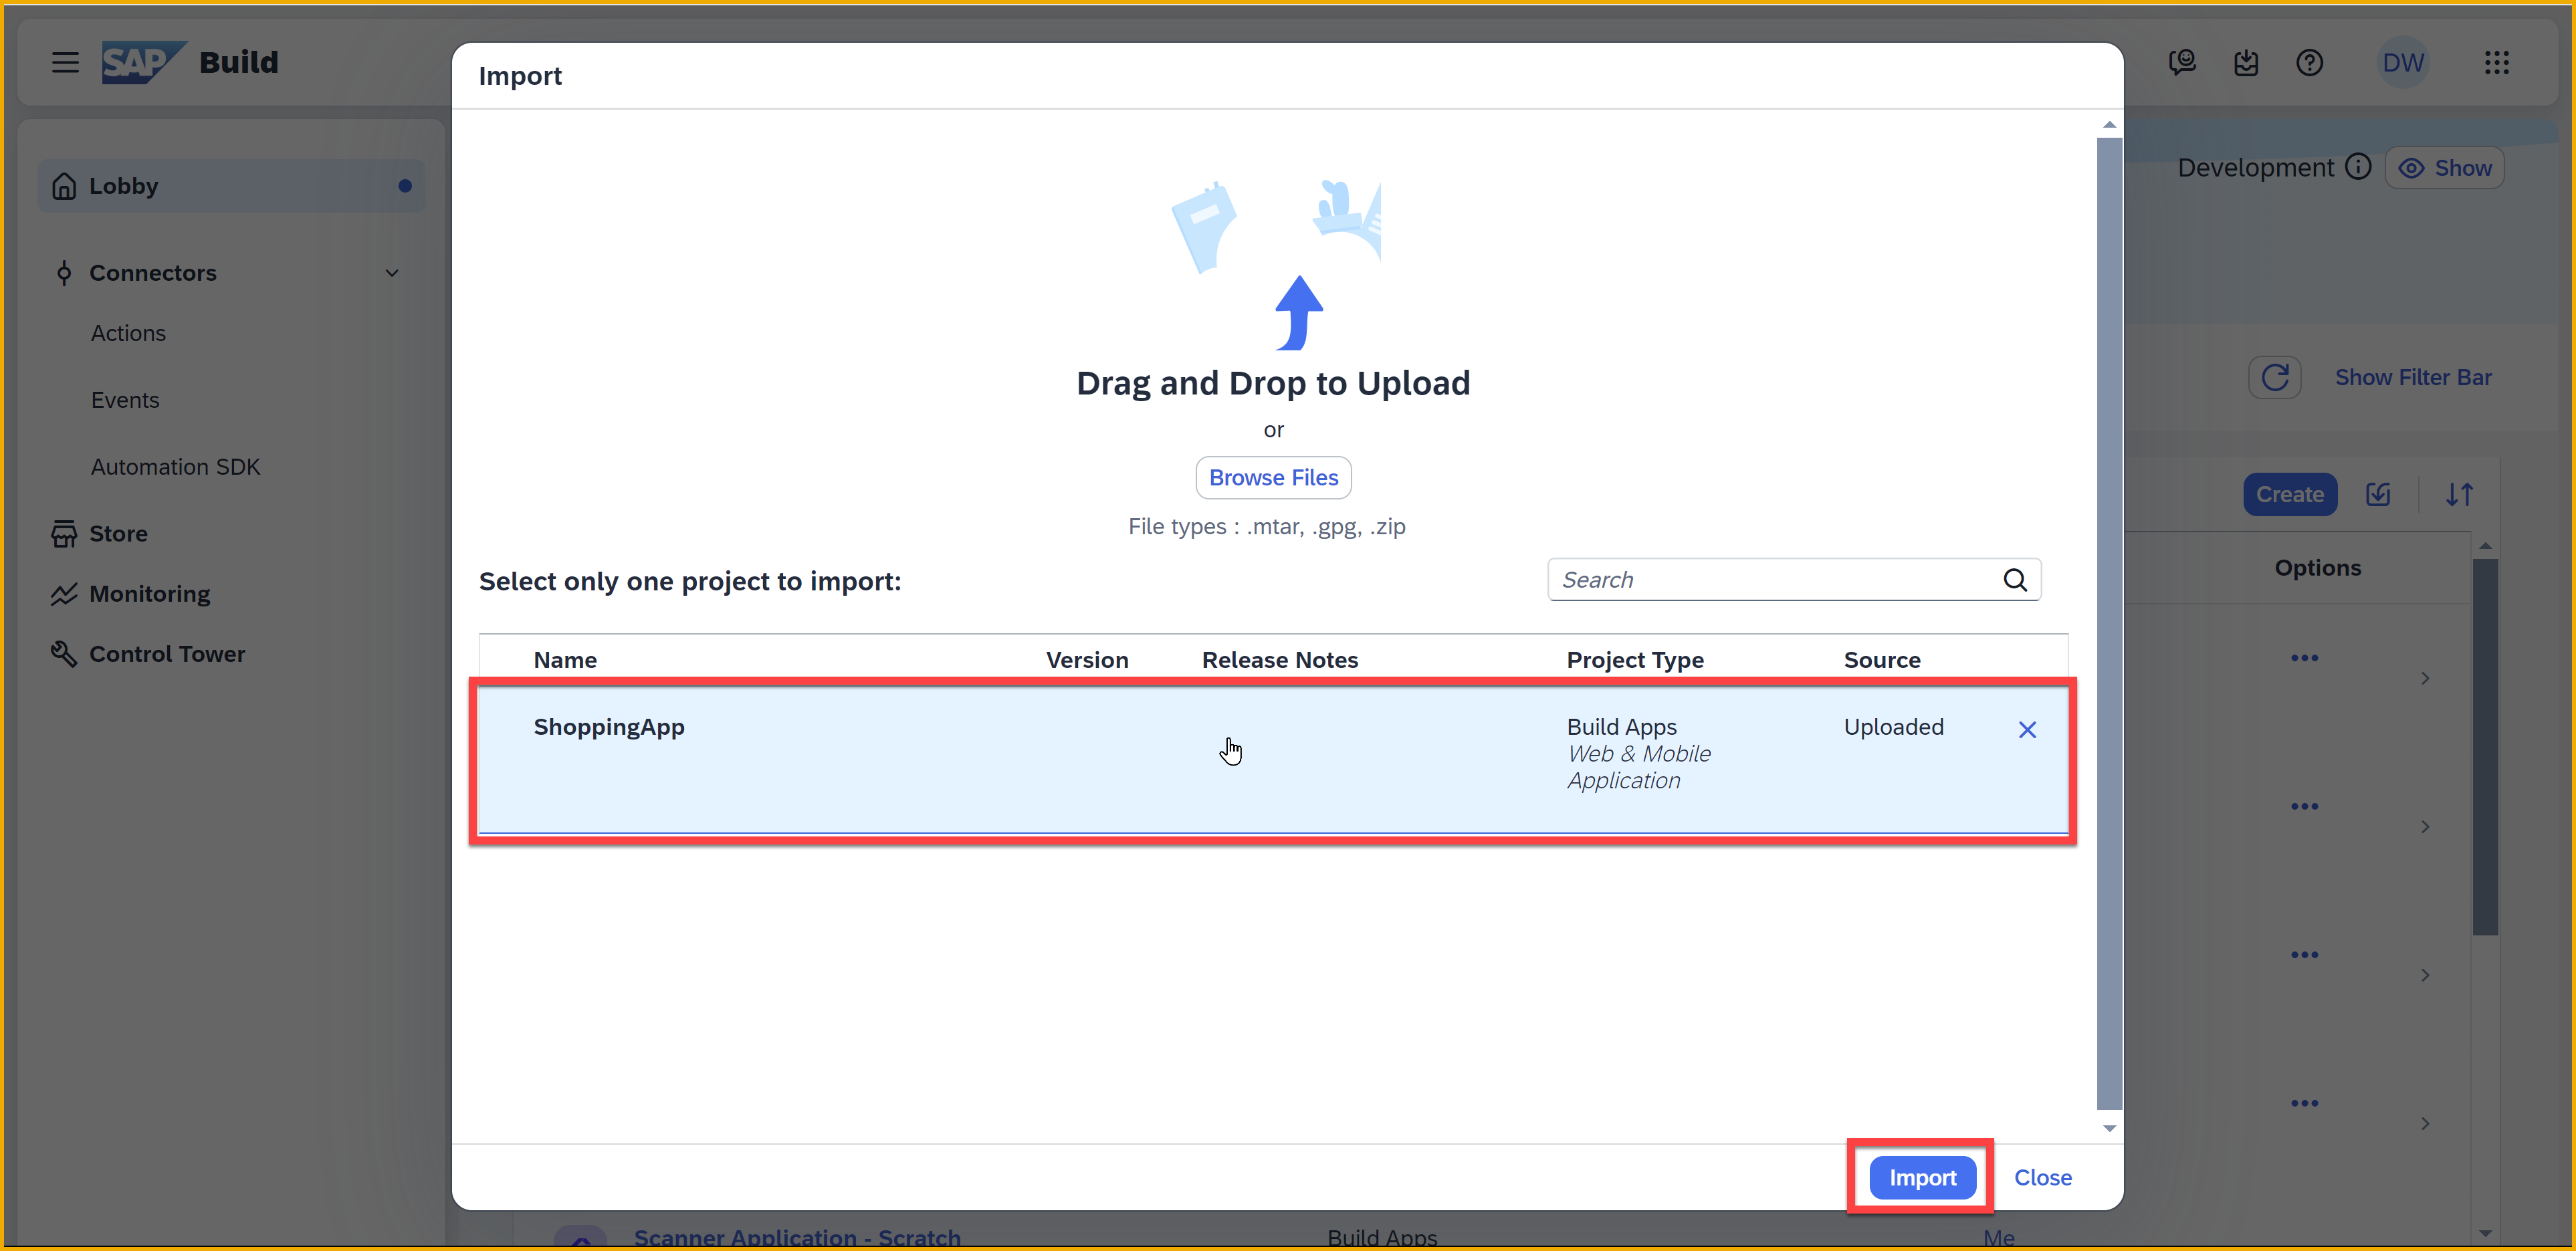 SAP Build
DW
Import
Lobby
Development
Show
Connectors
Actions
Events
Automation SDK
Store
Monitoring
Control Tower
Drag and Drop to Upload
or
Browse Files
File types : .mtar, .gpg, .zip
Show Filter Bar
Create
Options
Select only one project to import:
Search
Name Version Release Notes Project Type Source
ShoppingApp Build Apps Uploaded
Web & Mobile
Application
Import Close
Scanner Application - Scratch Build Apps Me